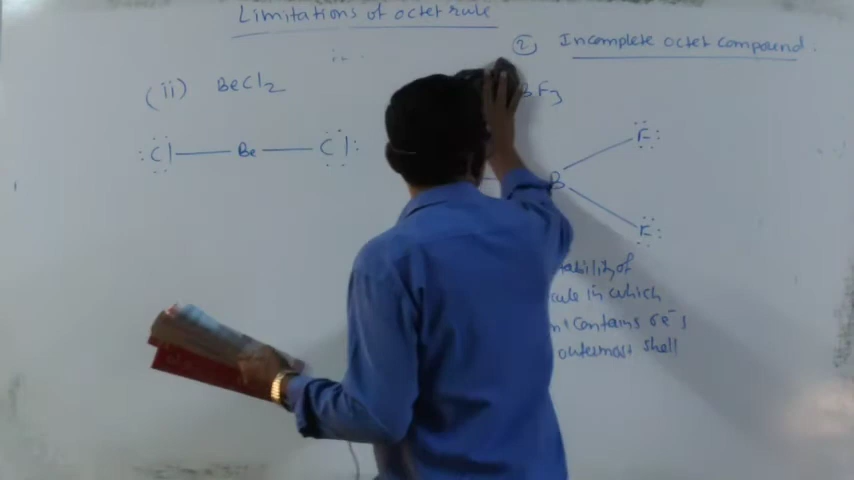 Limitations of octet rule
② Incomplete octet compound.
(ii) BeCl2
BF3
:Cl — Be — Cl:
F:
B
F:
tability of
cule in which
contains 6e⁻s
outermost shell